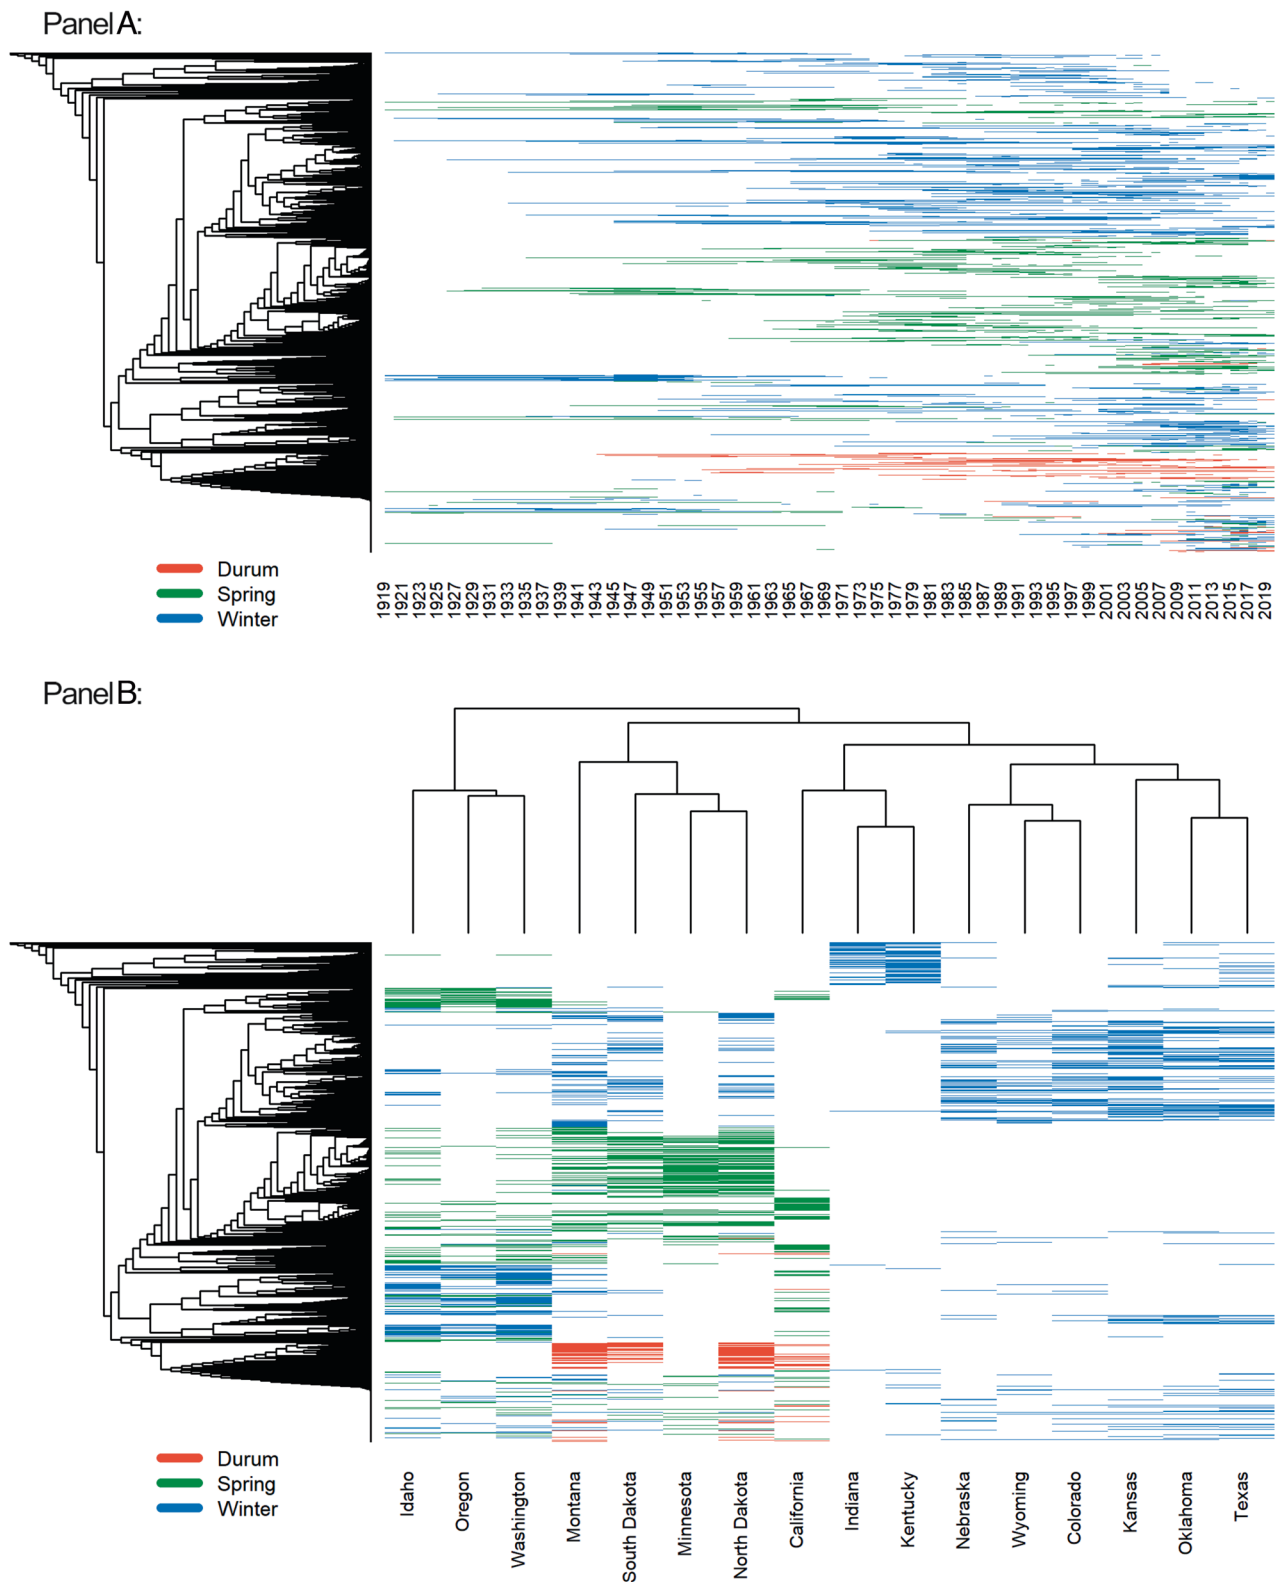 Panel A:
Durum
Spring
Winter
1919 1921 1923 1925 1927 1929 1931 1933 1935 1937 1939 1941 1943 1945 1947 1949 1951 1953 1955 1957 1959 1961 1963 1965 1967 1969 1971 1973 1975 1977 1979 1981 1983 1985 1987 1989 1991 1993 1995 1997 1999 2001 2003 2005 2007 2009 2011 2013 2015 2017 2019
Panel B:
Durum
Spring
Winter
Idaho Oregon Washington Montana South Dakota Minnesota North Dakota California Indiana Kentucky Nebraska Wyoming Colorado Kansas Oklahoma Texas